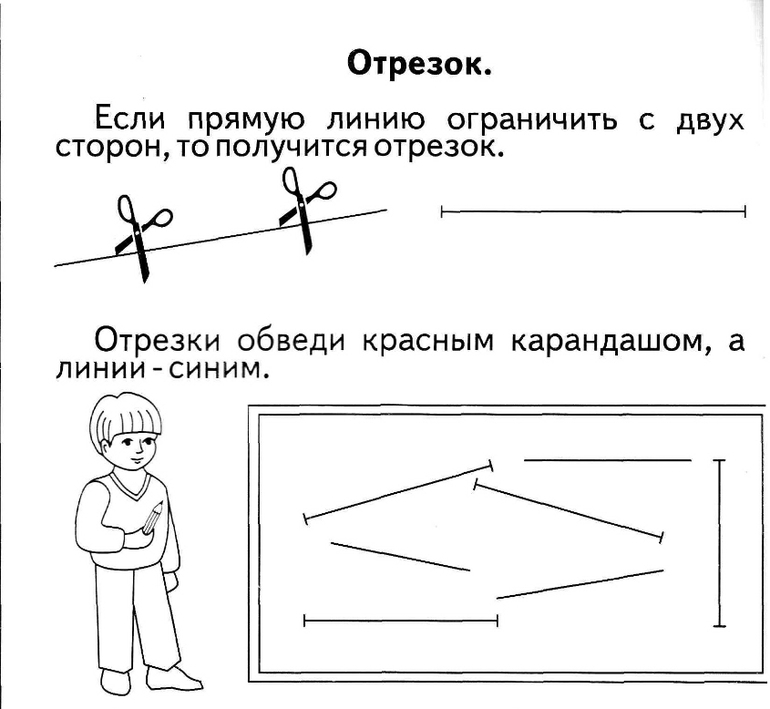 Отрезок.
Если прямую линию ограничить с двух
сторон, то получится отрезок.
Отрезки обведи красным карандашом, а
линии - синим.